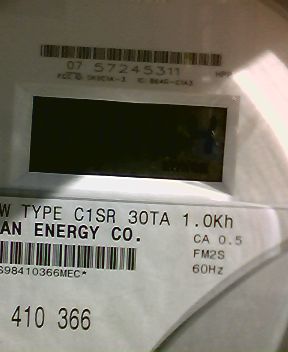 07 57245311
W TYPE C1SR 30TA 1.0Kh
AN ENERGY CO.
CA 0.5
FM2S
60Hz
S98410366MEC*
410 366